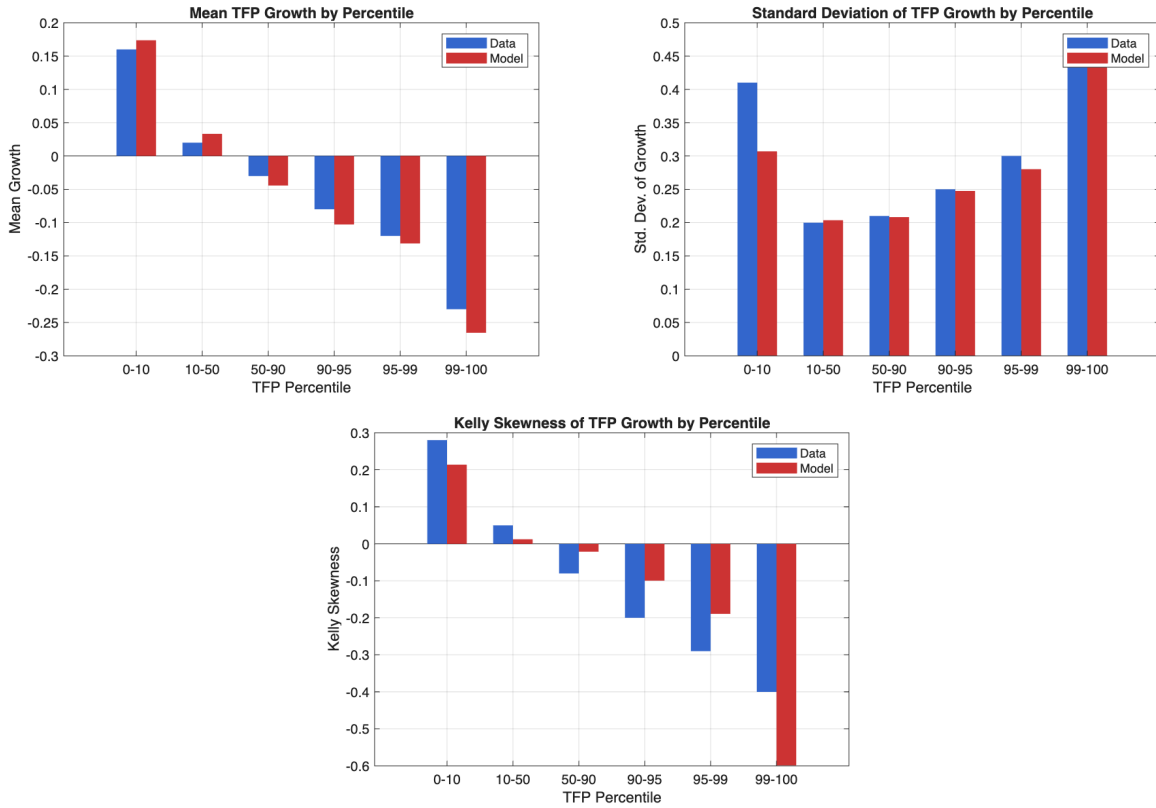 Mean TFP Growth by Percentile
0.2
0.15
0.1
0.05
0
-0.05
-0.1
-0.15
-0.2
-0.25
-0.3
Mean Growth
Data
Model
0-10 10-50 50-90 90-95 95-99 99-100
TFP Percentile
Standard Deviation of TFP Growth by Percentile
0.5
0.45
0.4
0.35
0.3
0.25
0.2
0.15
0.1
0.05
0
Std. Dev. of Growth
Data
Model
0-10 10-50 50-90 90-95 95-99 99-100
TFP Percentile
Kelly Skewness of TFP Growth by Percentile
0.3
0.2
0.1
0
-0.1
-0.2
-0.3
-0.4
-0.5
-0.6
Kelly Skewness
Data
Model
0-10 10-50 50-90 90-95 95-99 99-100
TFP Percentile